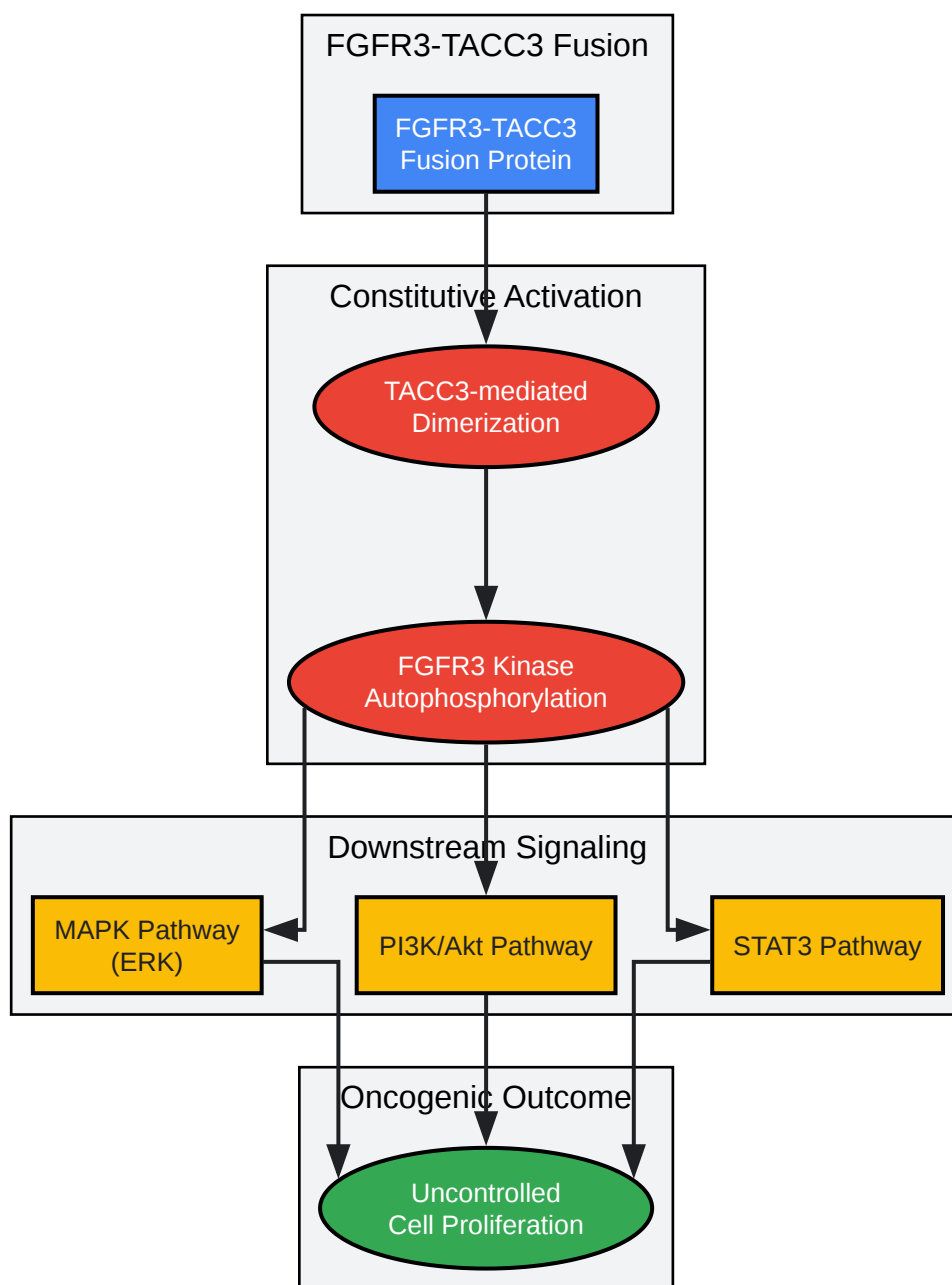 FGFR3-TACC3 Fusion
FGFR3-TACC3
Fusion Protein
Constitutive Activation
TACC3-mediated
Dimerization
FGFR3 Kinase
Autophosphorylation
Downstream Signaling
MAPK Pathway
(ERK)
PI3K/Akt Pathway
STAT3 Pathway
Oncogenic Outcome
Uncontrolled
Cell Proliferation